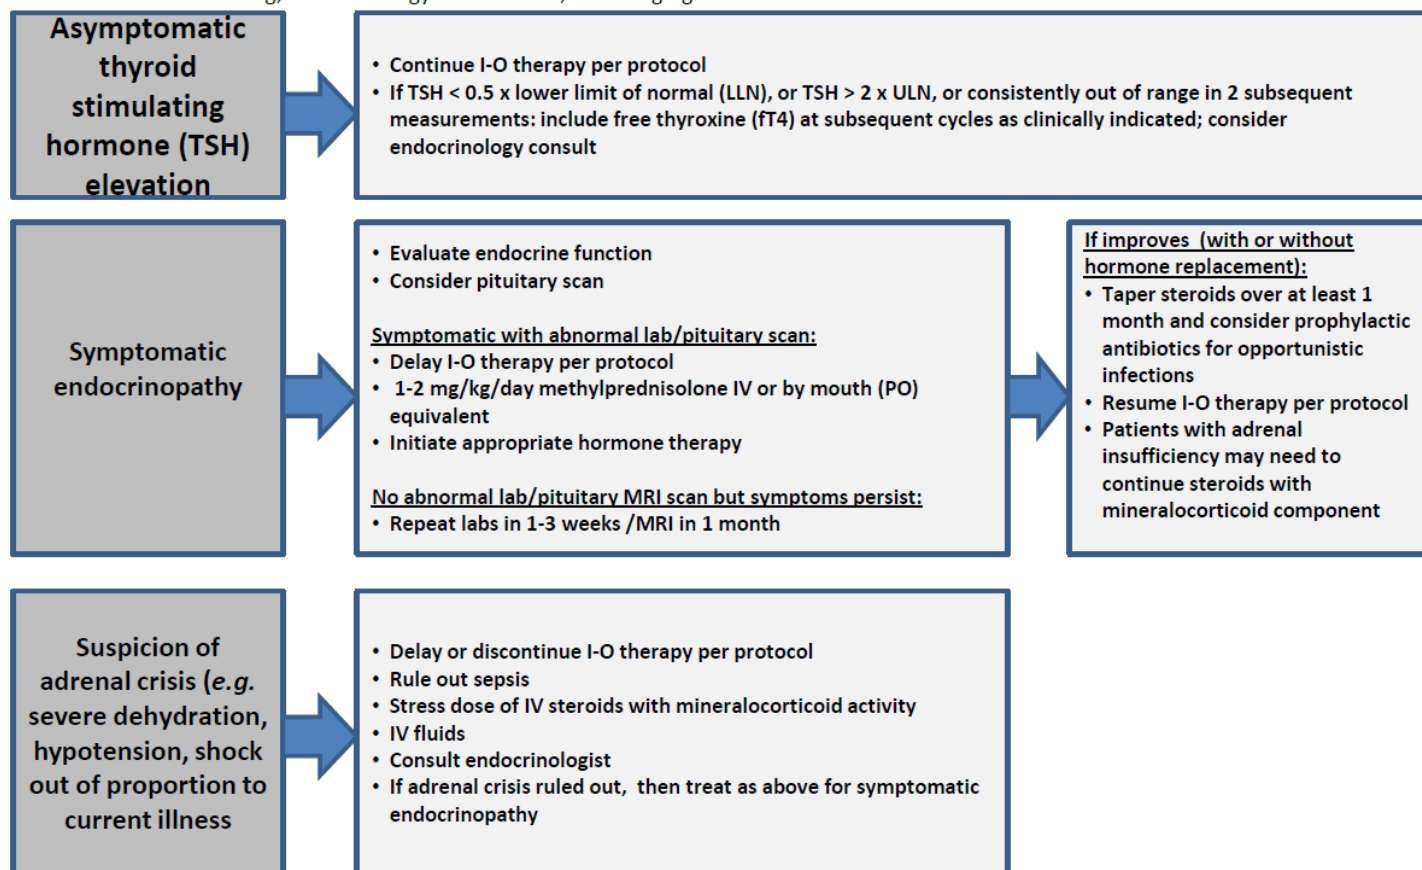 Asymptomatic
thyroid
stimulating
hormone (TSH)
elevation
• Continue I-O therapy per protocol
• If TSH < 0.5 x lower limit of normal (LLN), or TSH > 2 x ULN, or consistently out of range in 2 subsequent
measurements: include free thyroxine (fT4) at subsequent cycles as clinically indicated; consider
endocrinology consult
Symptomatic
endocrinopathy
• Evaluate endocrine function
• Consider pituitary scan
Symptomatic with abnormal lab/pituitary scan:
• Delay I-O therapy per protocol
• 1-2 mg/kg/day methylprednisolone IV or by mouth (PO)
equivalent
• Initiate appropriate hormone therapy
No abnormal lab/pituitary MRI scan but symptoms persist:
• Repeat labs in 1-3 weeks /MRI in 1 month
If improves (with or without
hormone replacement):
• Taper steroids over at least 1
month and consider prophylactic
antibiotics for opportunistic
infections
• Resume I-O therapy per protocol
• Patients with adrenal
insufficiency may need to
continue steroids with
mineralocorticoid component
Suspicion of
adrenal crisis (e.g.
severe dehydration,
hypotension, shock
out of proportion to
current illness
• Delay or discontinue I-O therapy per protocol
• Rule out sepsis
• Stress dose of IV steroids with mineralocorticoid activity
• IV fluids
• Consult endocrinologist
• If adrenal crisis ruled out, then treat as above for symptomatic
endocrinopathy